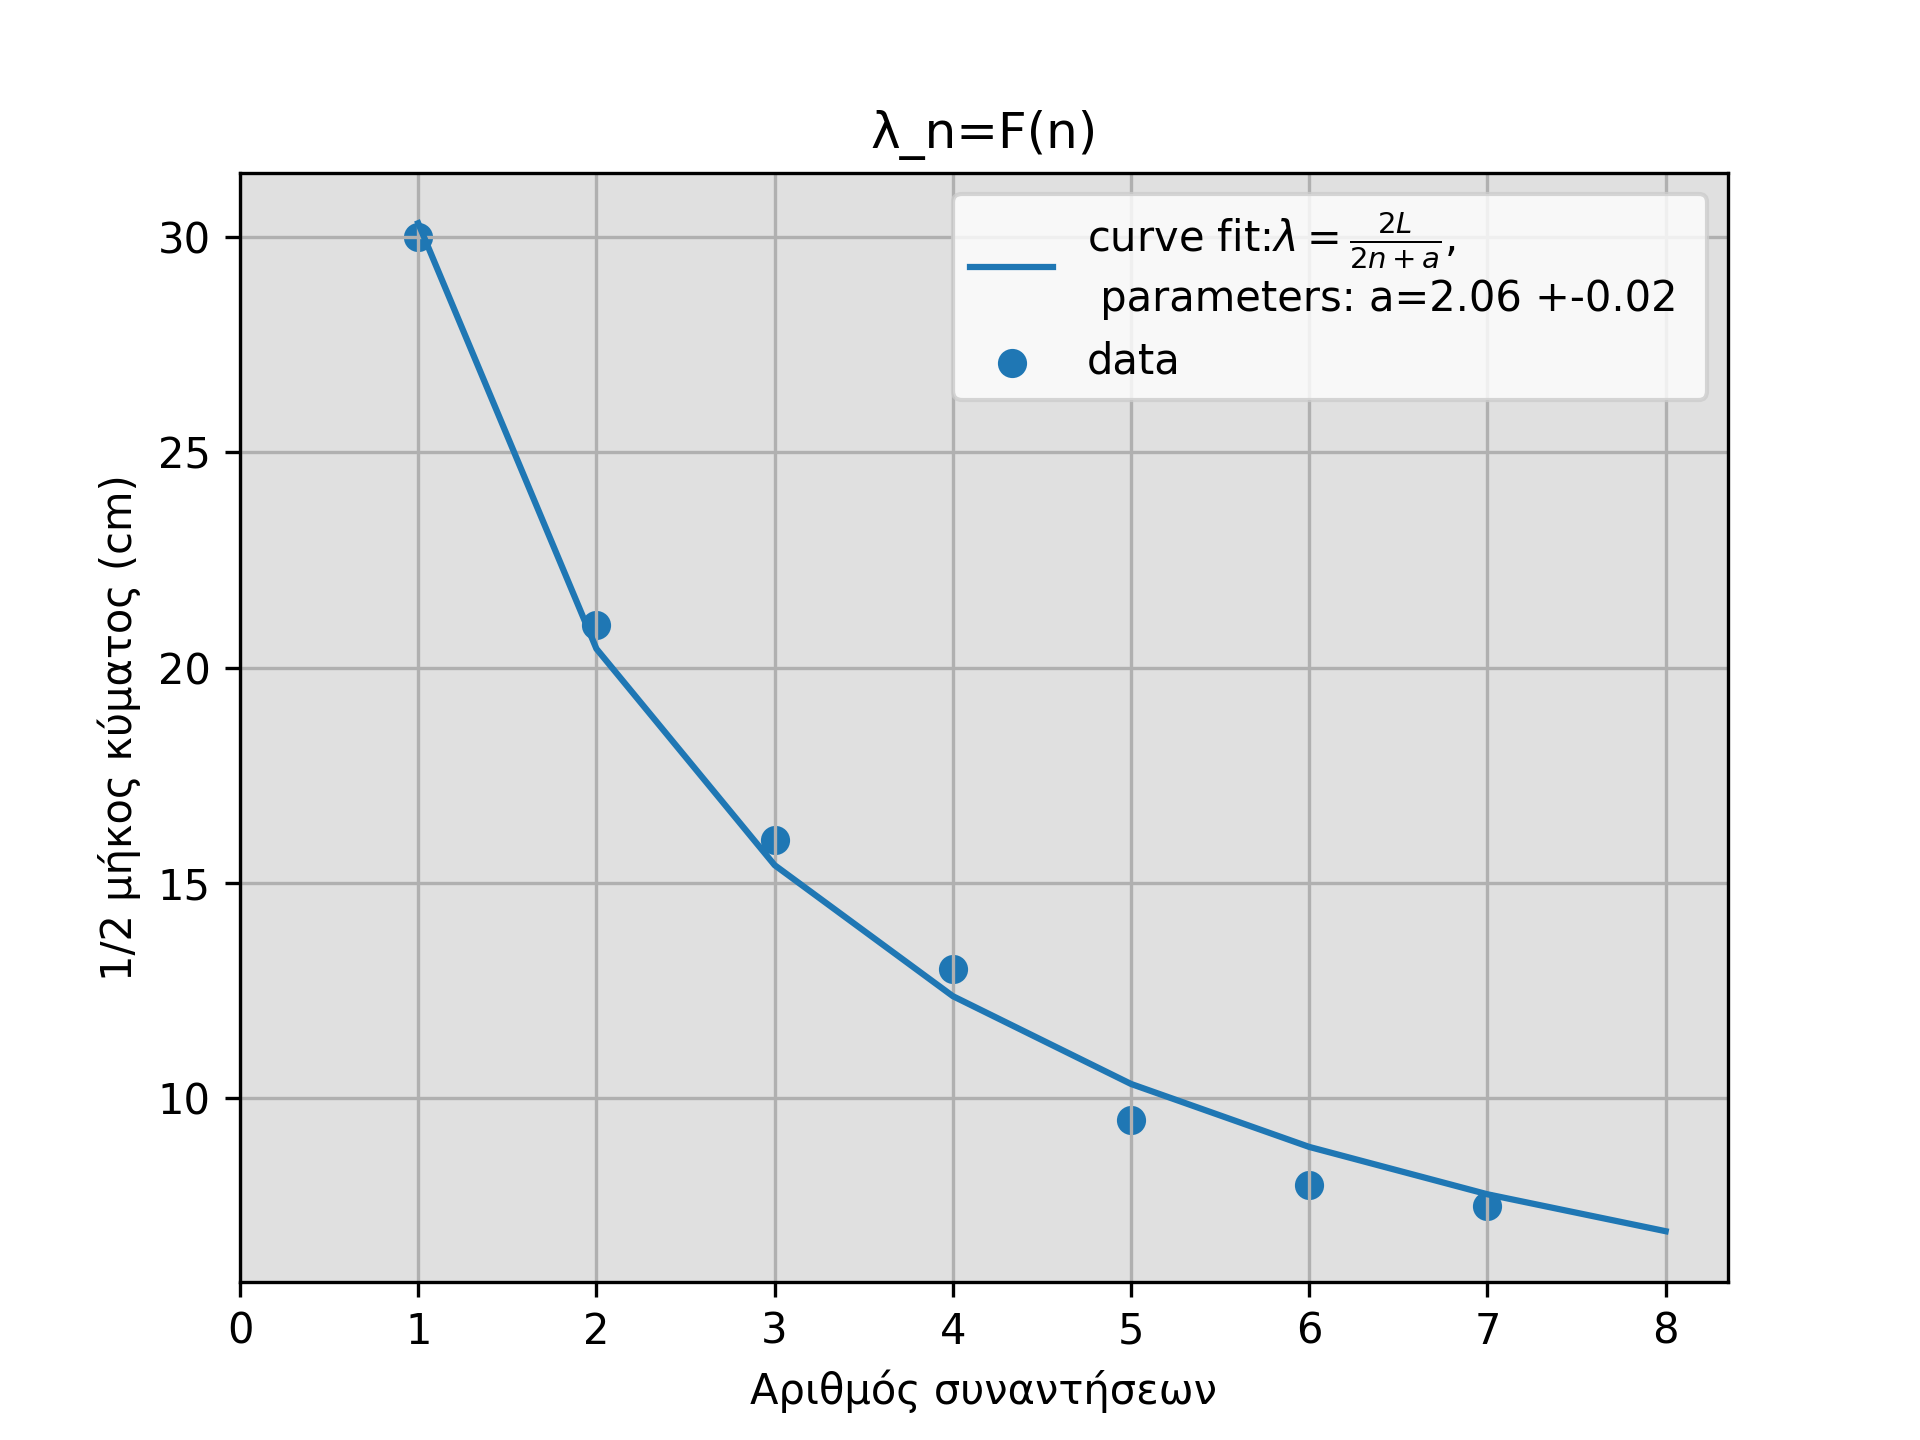 λ_n=F(n)
curve fit:λ = \frac{2L}{2n + a},
parameters: a=2.06 +-0.02
data
1/2 μήκος κύματος (cm)
30
25
20
15
10
0 1 2 3 4 5 6 7 8
Αριθμός συναντήσεων